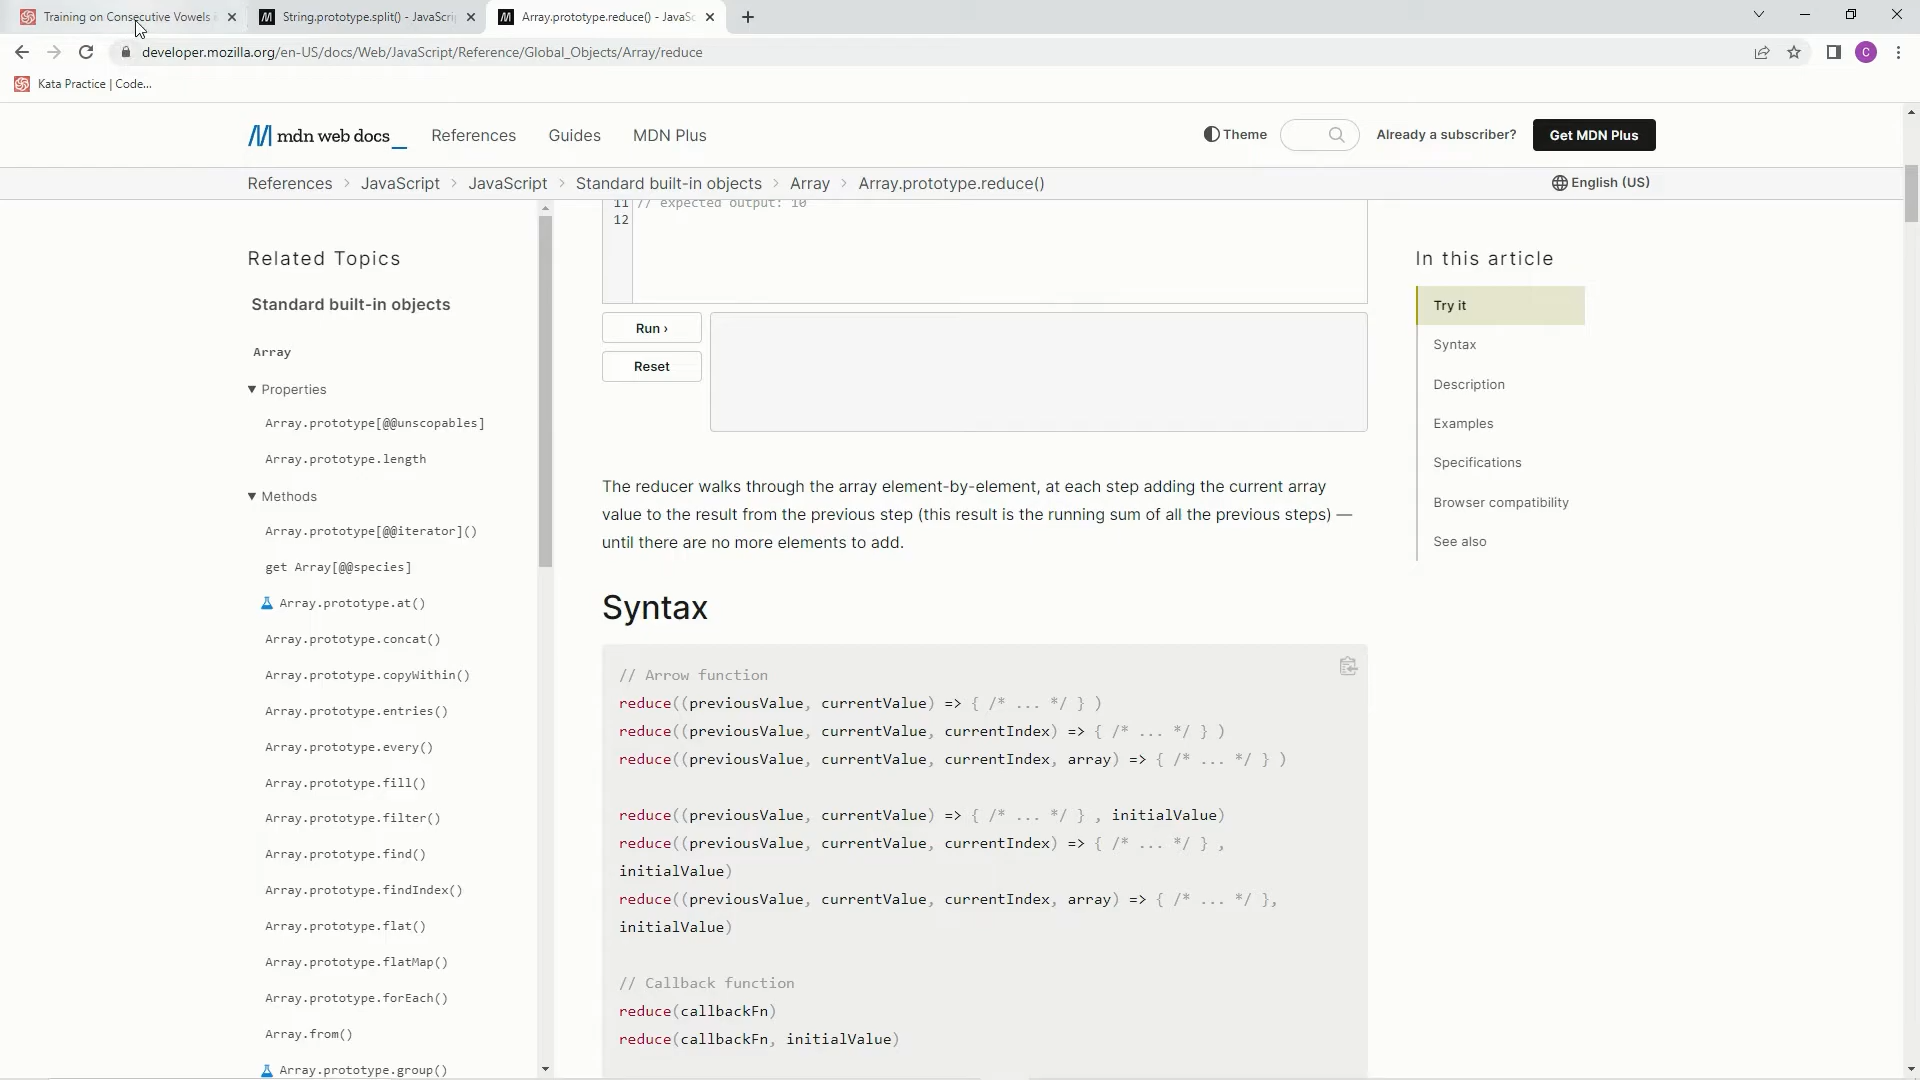 Training on Consecutive Vowels
String.prototype.split() - JavaScri
Array.prototype.reduce() - JavaSc
developer.mozilla.org/en-US/docs/Web/JavaScript/Reference/Global_Objects/Array/reduce
C
Kata Practice | Code...
mdn web docs
References
Guides
MDN Plus
Theme
Already a subscriber?
Get MDN Plus
References > JavaScript > JavaScript > Standard built-in objects > Array > Array.prototype.reduce()
English (US)
Related Topics
Standard built-in objects
Array
Properties
Array.prototype[@@unscopables]
Array.prototype.length
Methods
Array.prototype[@@iterator]()
get Array[@@species]
Array.prototype.at()
Array.prototype.concat()
Array.prototype.copyWithin()
Array.prototype.entries()
Array.prototype.every()
Array.prototype.fill()
Array.prototype.filter()
Array.prototype.find()
Array.prototype.findIndex()
Array.prototype.flat()
Array.prototype.flatMap()
Array.prototype.forEach()
Array.from()
Array.prototype.group()
11 // expected output: 10
12
Run ›
Reset
The reducer walks through the array element-by-element, at each step adding the current array
value to the result from the previous step (this result is the running sum of all the previous steps) —
until there are no more elements to add.
Syntax
// Arrow function
reduce((previousValue, currentValue) => { /* ... */ } )
reduce((previousValue, currentValue, currentIndex) => { /* ... */ } )
reduce((previousValue, currentValue, currentIndex, array) => { /* ... */ } )
reduce((previousValue, currentValue) => { /* ... */ } , initialValue)
reduce((previousValue, currentValue, currentIndex) => { /* ... */ } ,
initialValue)
reduce((previousValue, currentValue, currentIndex, array) => { /* ... */ },
initialValue)
// Callback function
reduce(callbackFn)
reduce(callbackFn, initialValue)
In this article
Try it
Syntax
Description
Examples
Specifications
Browser compatibility
See also